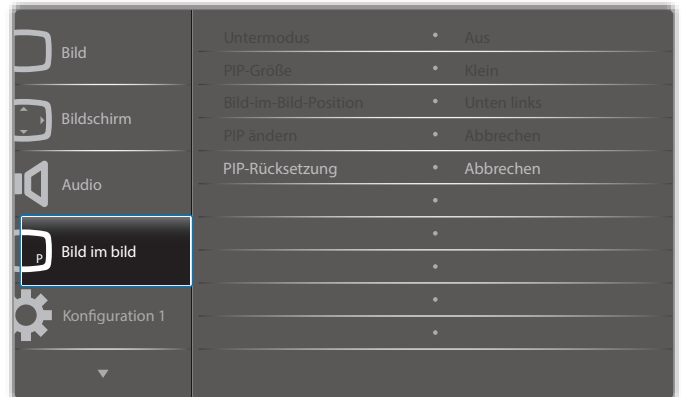 Bild
Bildschirm
Audio
P
Bild im bild
Konfiguration 1
Untermodus • Aus
PIP-Größe • Klein
Bild-im-Bild-Position • Unten links
PIP ändern • Abbrechen
PIP-Rücksetzung • Abbrechen
•
•
•
•
•